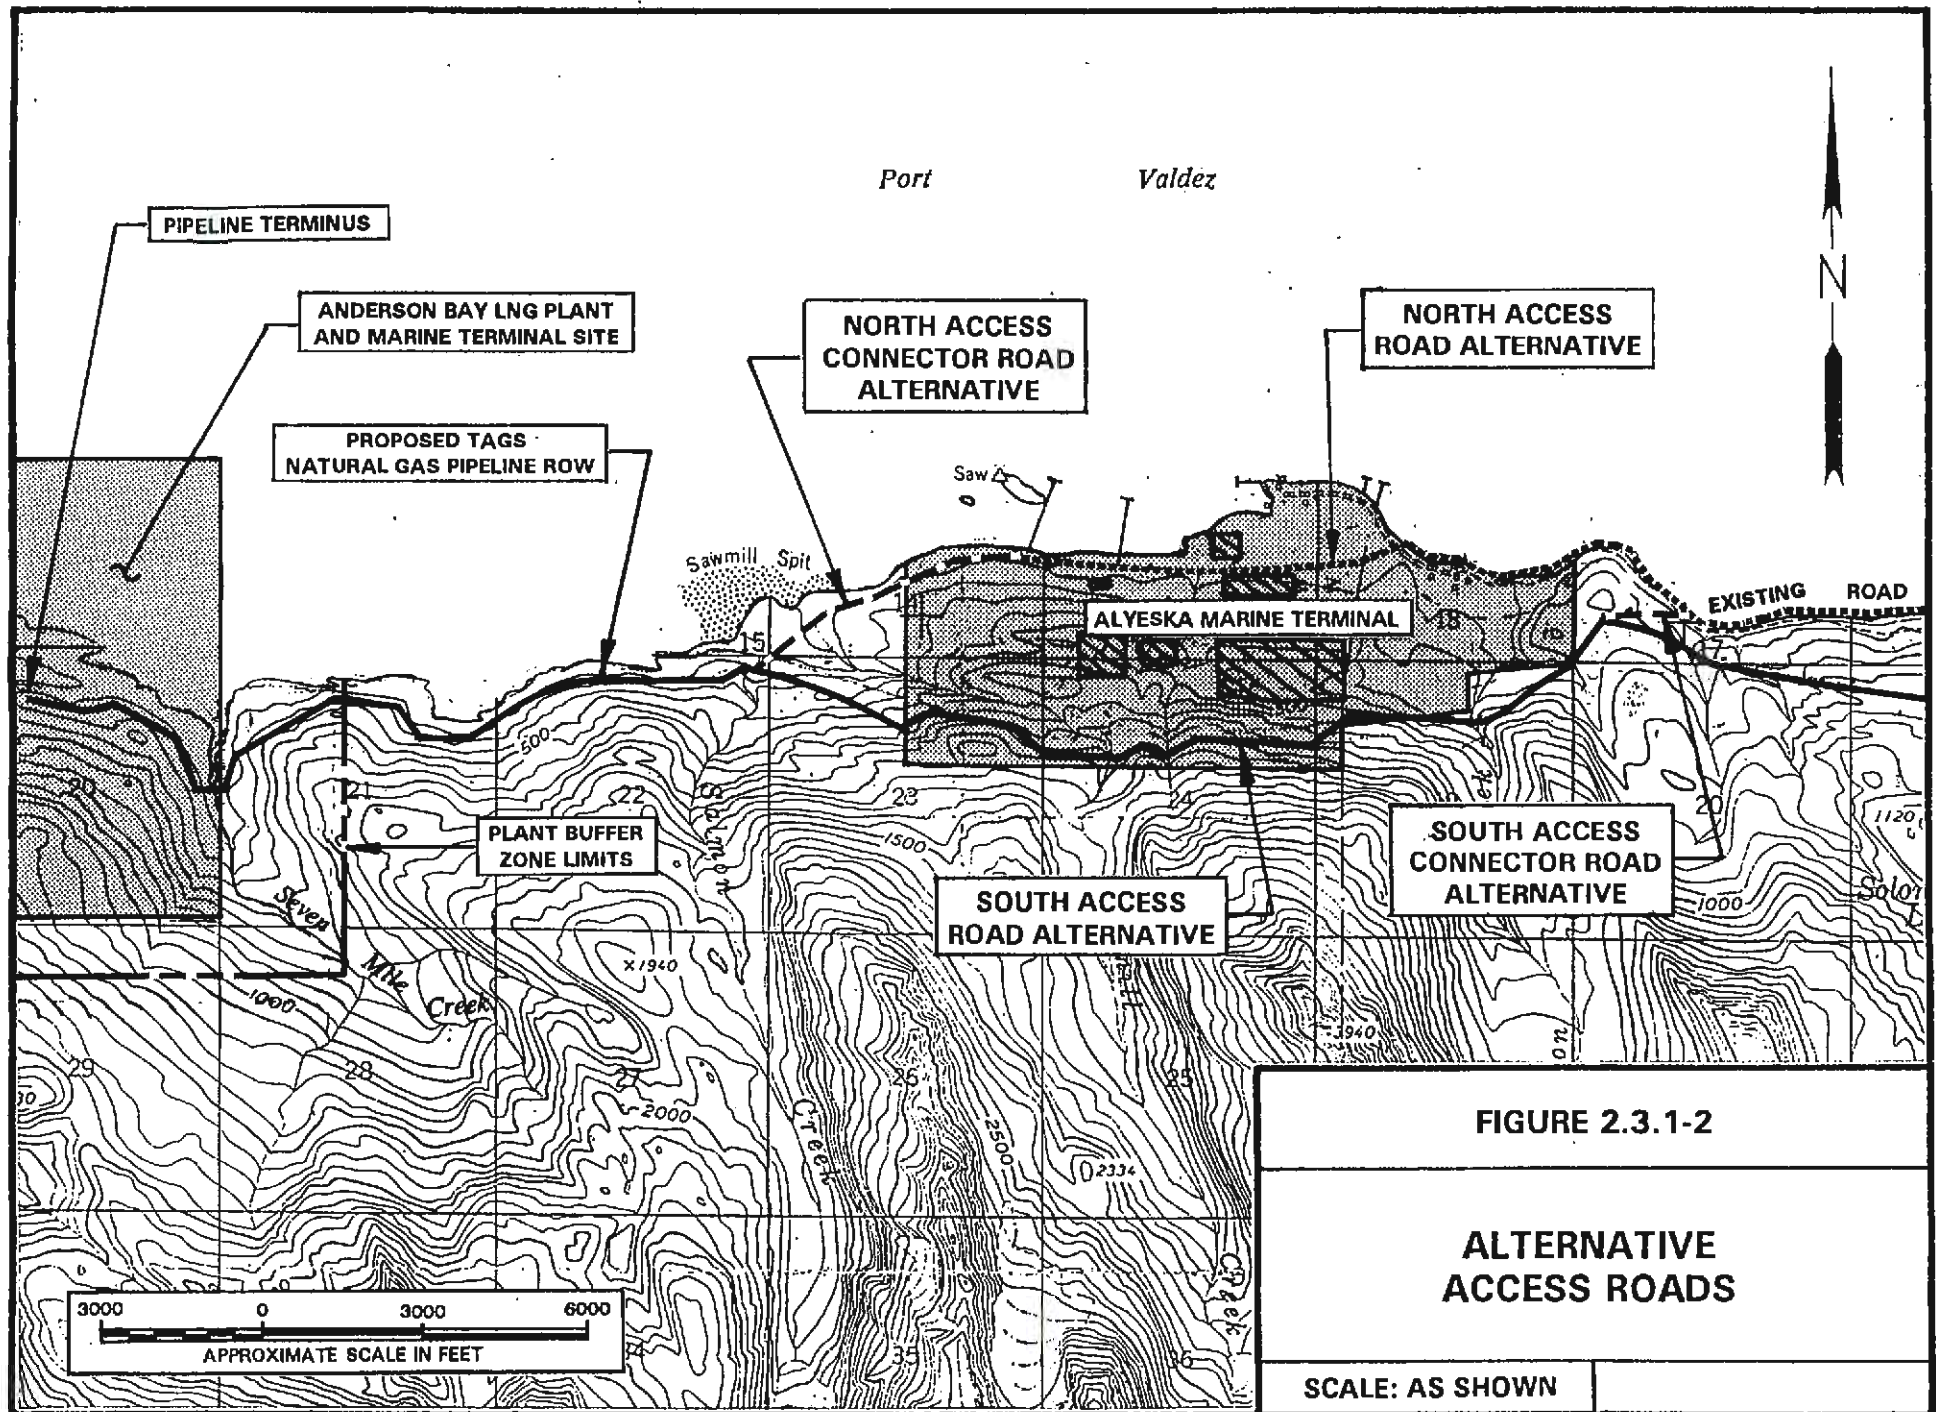 Port Valdez
PIPELINE TERMINUS
N
ANDERSON BAY LNG PLANT
AND MARINE TERMINAL SITE
NORTH ACCESS
CONNECTOR ROAD
ALTERNATIVE
NORTH ACCESS
ROAD ALTERNATIVE
PROPOSED TAGS
NATURAL GAS PIPELINE ROW
Saw
Sawmill Spit
EXISTING ROAD
ALYESKA MARINE TERMINAL
15
18
17
500
20
21
22
23
24
20
1120
PLANT BUFFER
ZONE LIMITS
1500
Salmon
SOUTH ACCESS
CONNECTOR ROAD
ALTERNATIVE
SOUTH ACCESS
ROAD ALTERNATIVE
1000
Seven
Mile
Creek
x1940
1000
3940
29
28
27
26
25
2000
Creek
2500
2334
Creek
FIGURE 2.3.1-2
ALTERNATIVE
ACCESS ROADS
3000 0 3000 6000
APPROXIMATE SCALE IN FEET
35
36
SCALE: AS SHOWN